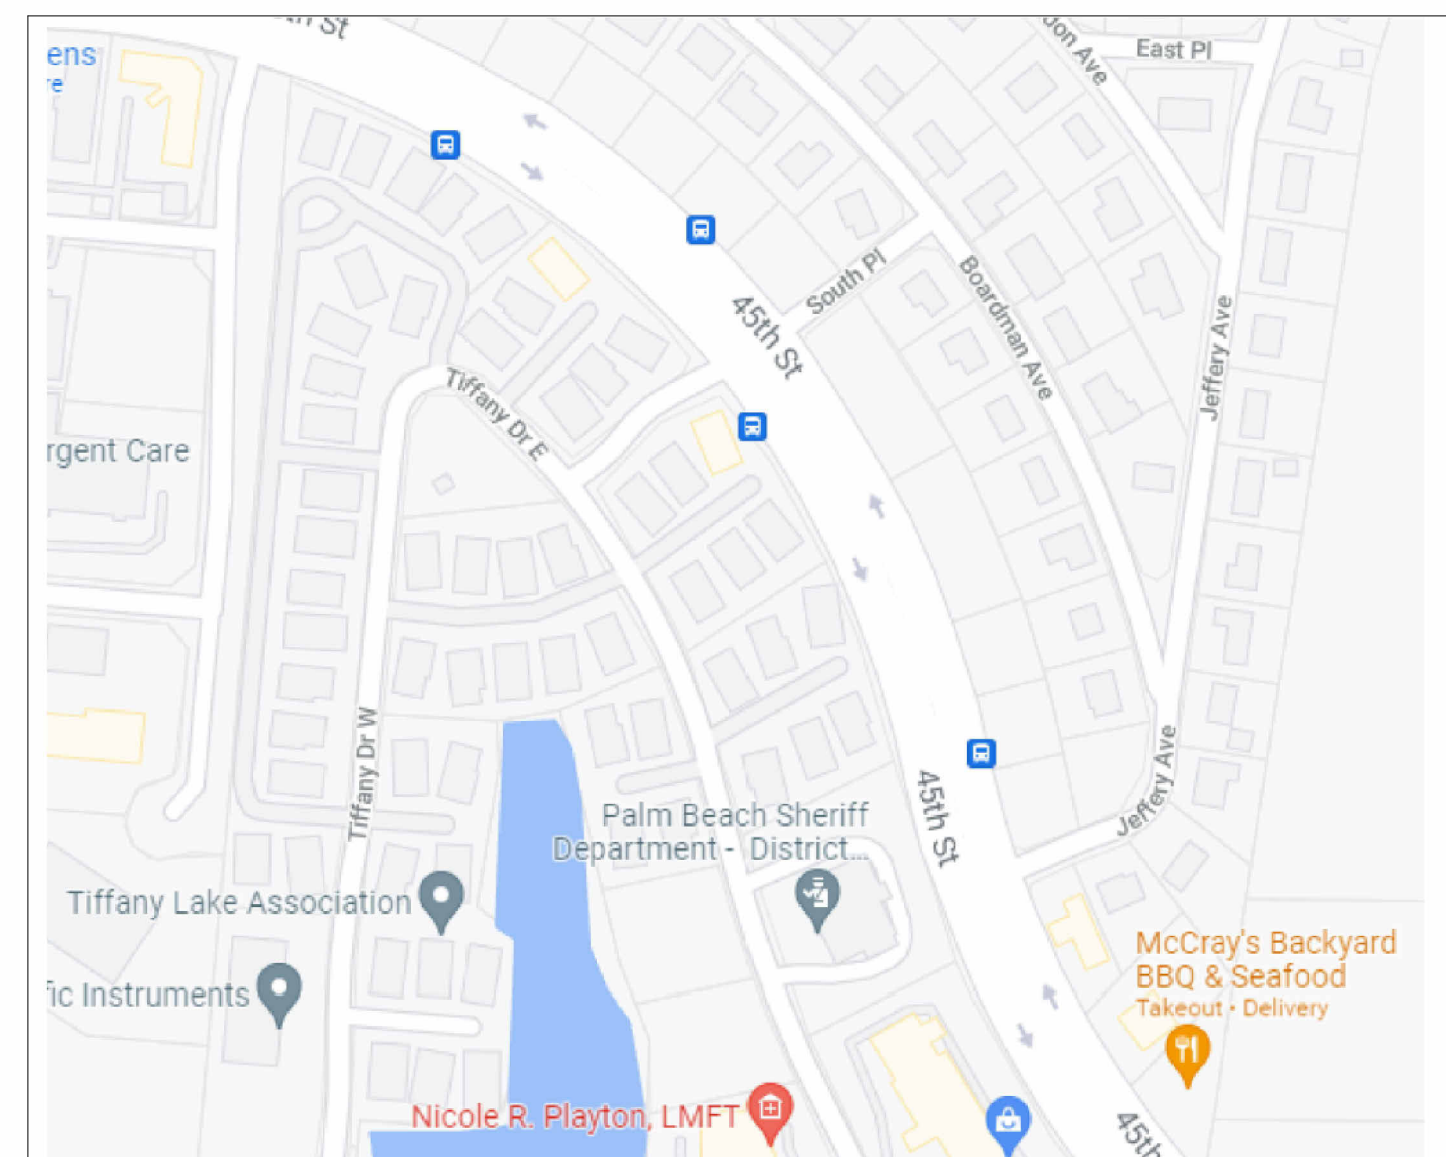 St
ens
re
East Pl
Ave
South Pl
45th St
Boardman Ave
Jeffery Ave
Tiffany Dr E
rgent Care
Tiffany Dr W
45th St
Jeffery Ave
Palm Beach Sheriff
Department - District...
Tiffany Lake Association
McCray's Backyard
BBQ & Seafood
Takeout • Delivery
fic Instruments
Nicole R. Playton, LMFT
45th